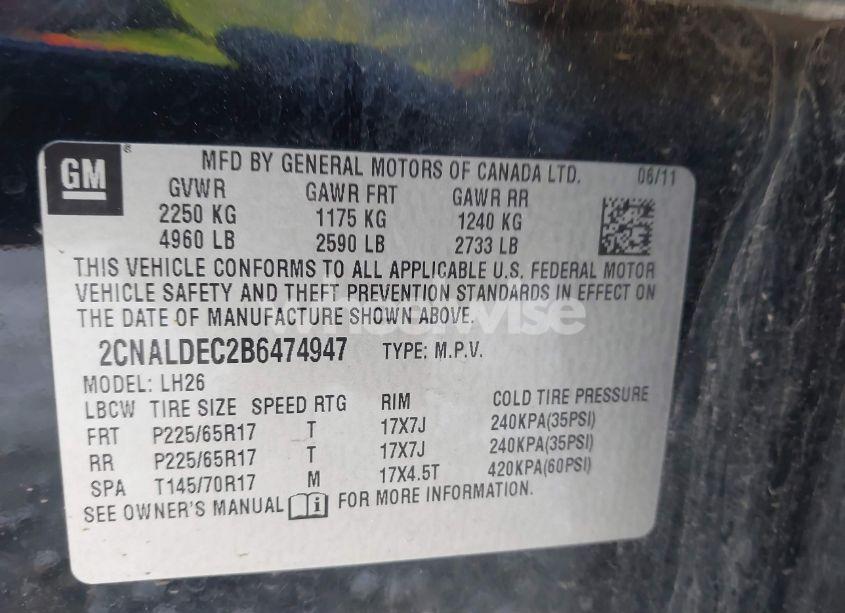 GM
MFD BY GENERAL MOTORS OF CANADA LTD. 06/11
GVWR GAWR FRT GAWR RR
2250 KG 1175 KG 1240 KG
4960 LB 2590 LB 2733 LB
THIS VEHICLE CONFORMS TO ALL APPLICABLE U.S. FEDERAL MOTOR
VEHICLE SAFETY AND THEFT PREVENTION STANDARDS IN EFFECT ON
THE DATE OF MANUFACTURE SHOWN ABOVE.
2CNALDEC2B6474947 TYPE: M.P.V.
MODEL: LH26
LBCW TIRE SIZE SPEED RTG RIM COLD TIRE PRESSURE
FRT P225/65R17 T 17X7J 240KPA(35PSI)
RR P225/65R17 T 17X7J 240KPA(35PSI)
SPA T145/70R17 M 17X4.5T 420KPA(60PSI)
SEE OWNER'S MANUAL i FOR MORE INFORMATION.